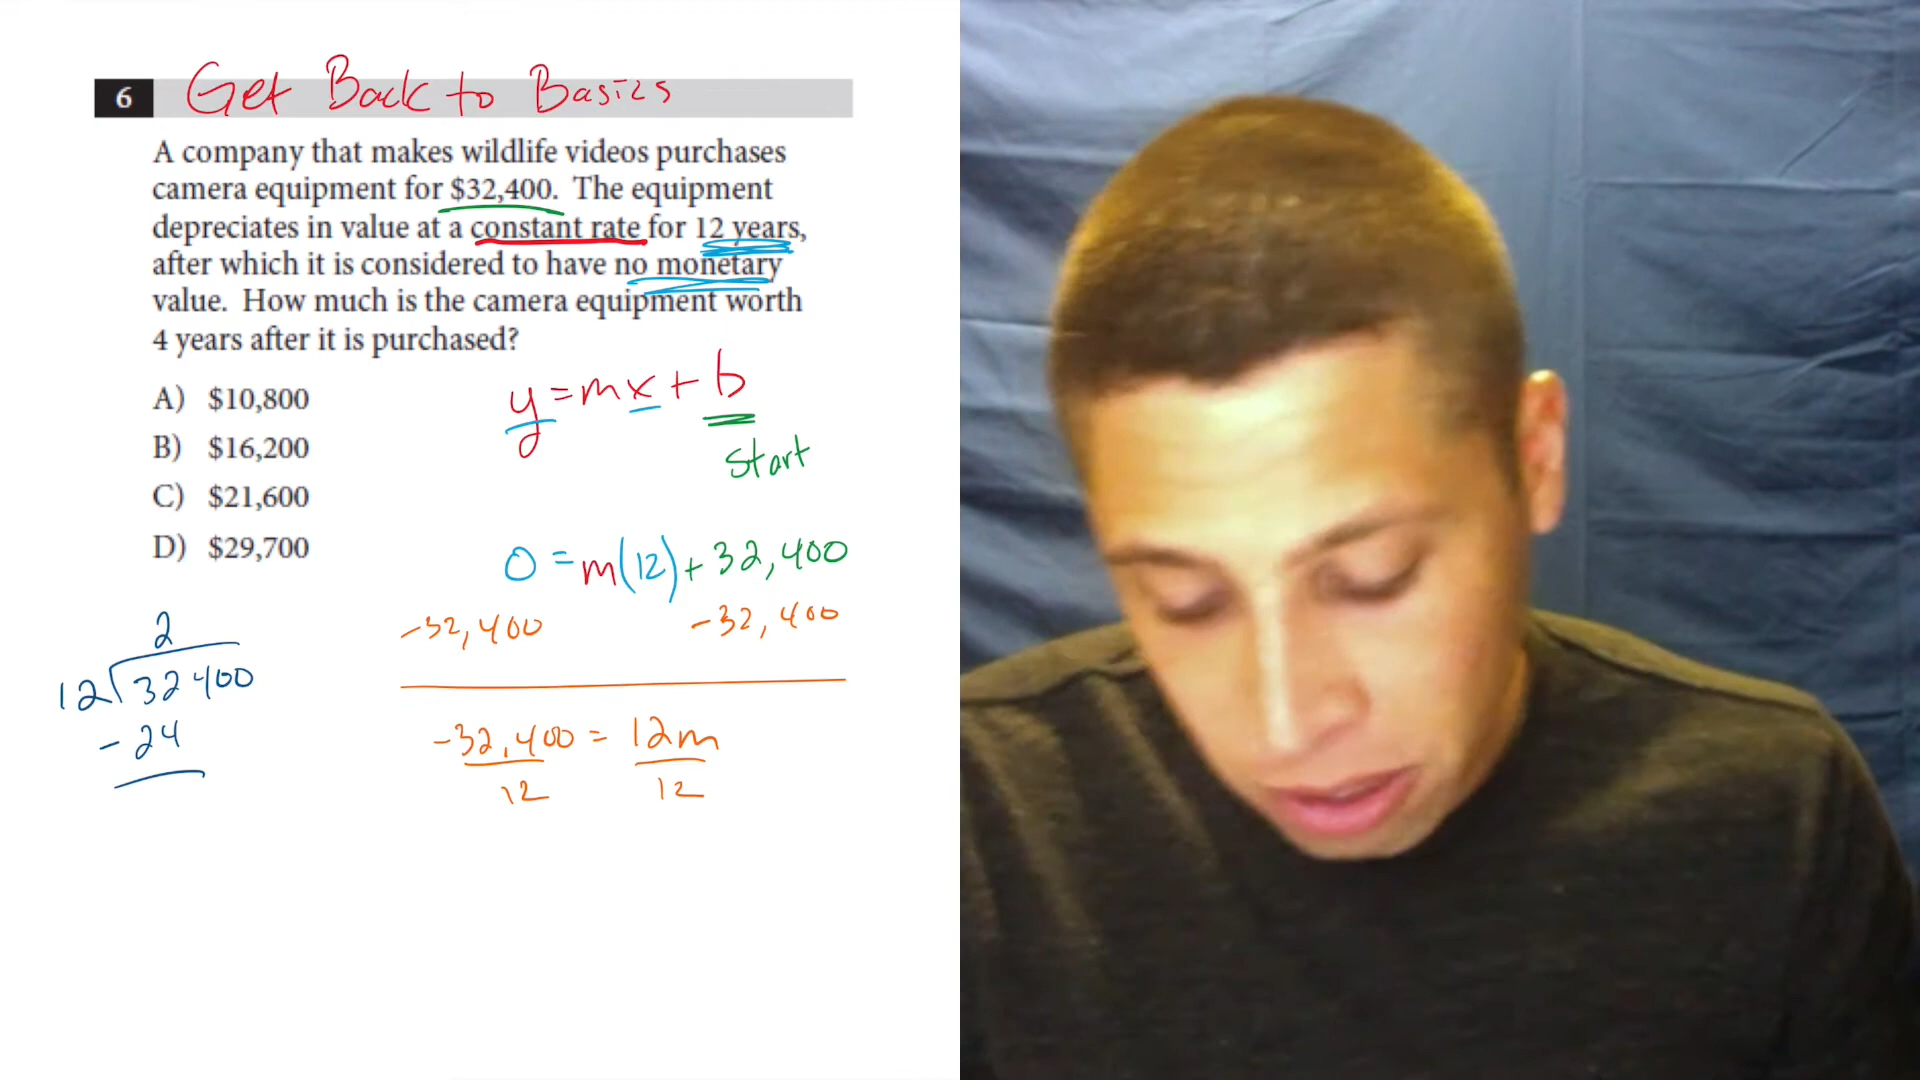 6 Get Back to Basics
A company that makes wildlife videos purchases
camera equipment for $32,400. The equipment
depreciates in value at a constant rate for 12 years,
after which it is considered to have no monetary
value. How much is the camera equipment worth
4 years after it is purchased?
A) $10,800
B) $16,200
C) $21,600
D) $29,700
y = mx + b
start
0 = m(12) + 32,400
-32,400 -32,400
-32,400 = 12m
12 12
2
12 32400
- 24